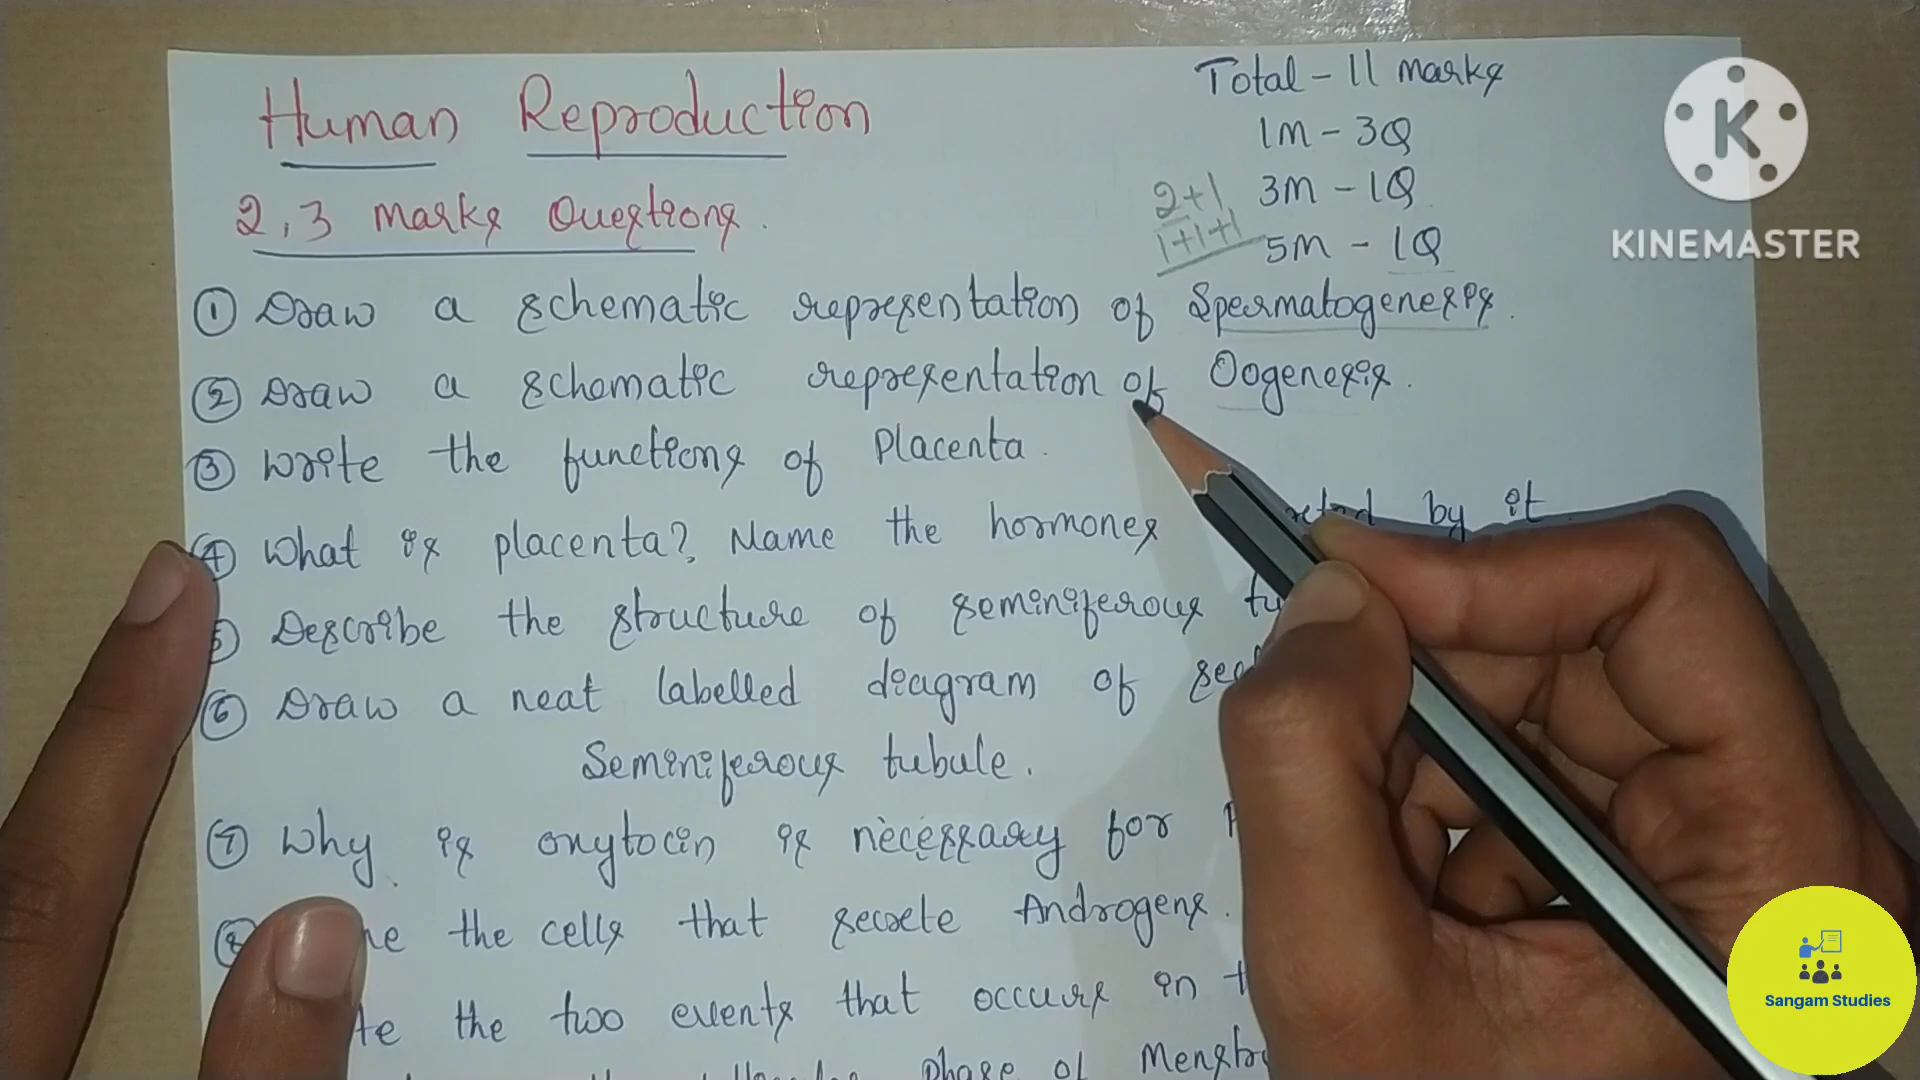 Human Reproduction
Total - 11 marks
1M - 3Q
3M - 1Q
5M - 1Q
2+1
1+1+1
2,3 marks Questions.
① Draw a schematic representation of Spermatogenesis.
② Draw a schematic representation of Oogenesis.
③ Write the functions of Placenta.
④ What is placenta? Name the hormones by it
5 Describe the structure of seminiferous
⑥ Draw a neat labelled diagram of
Seminiferous tubule.
⑦ Why is oxytocin is necessary for
⑧ the cells that secrete Androgens.
the two events that occurs in
phase of
KINEMASTER
Sangam Studies